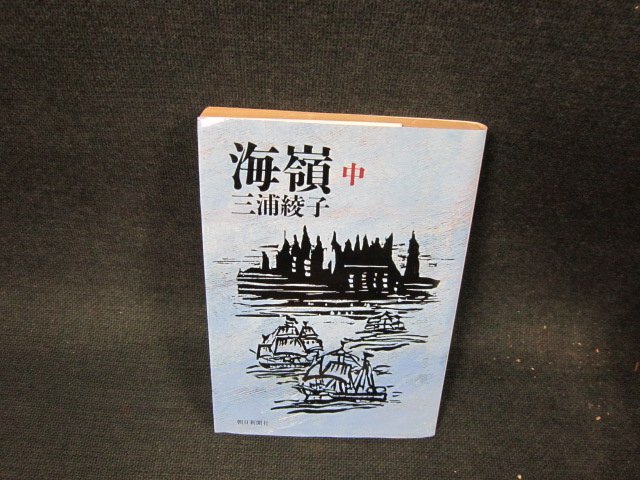 海嶺 中
三浦綾子
朝日新聞社